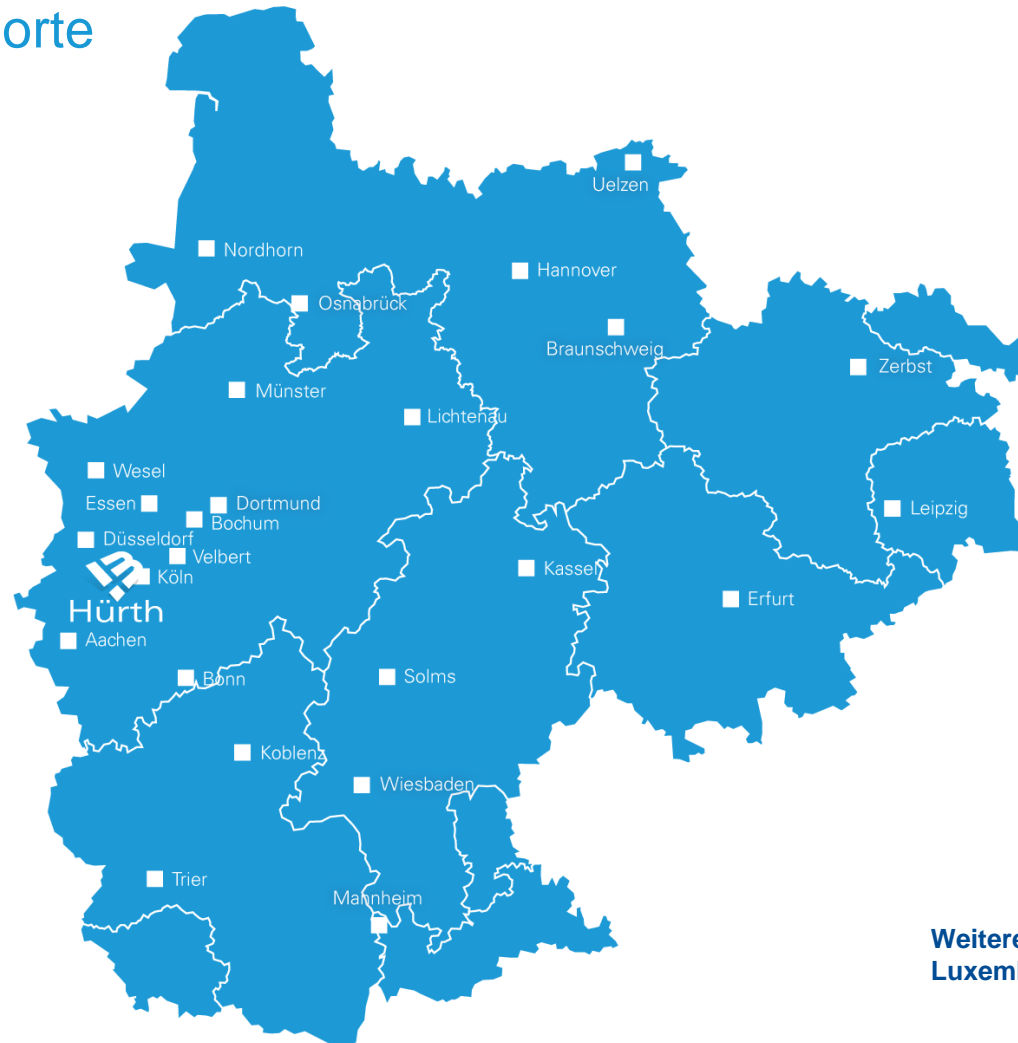 orte
Uelzen
Nordhorn
Hannover
Osnabrück
Braunschweig
Zerbst
Münster
Lichtenau
Wesel
Essen
Dortmund
Leipzig
Bochum
Düsseldorf
Velbert
Kassel
Köln
Erfurt
Hürth
Aachen
Solms
Bonn
Koblenz
Wiesbaden
Trier
Mannheim
Weitere
Luxeml